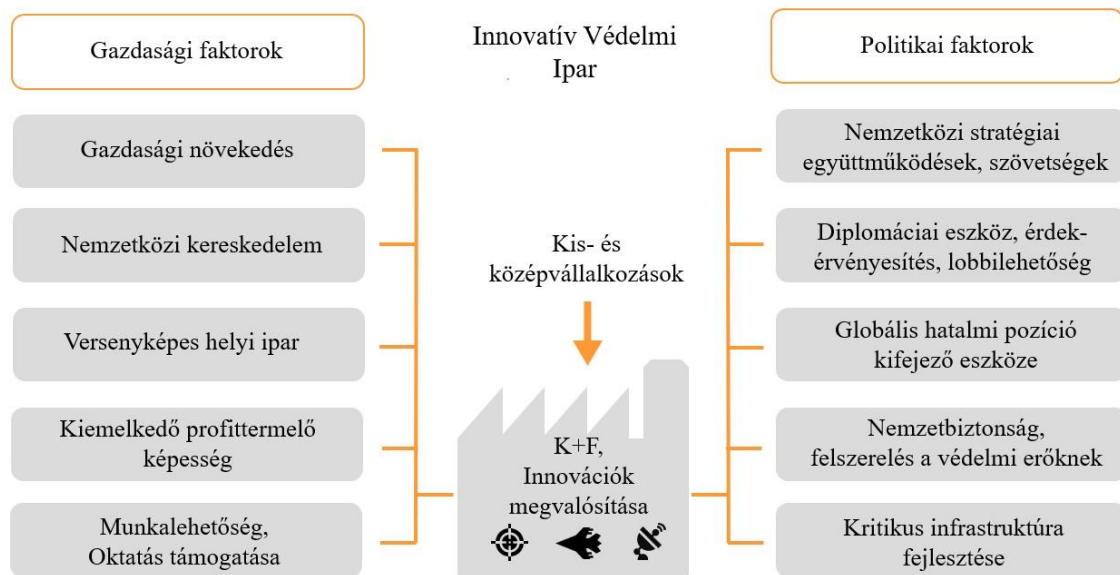 Gazdasági faktorok
Gazdasági növekedés
Nemzetközi kereskedelem
Versenyképes helyi ipar
Kiemelkedő profittermelő
képesség
Munkalehetőség,
Oktatás támogatása
Innovatív Védelmi
Ipar
Kis- és
középvállalkozások
K+F,
Innovációk
megvalósítása
Politikai faktorok
Nemzetközi stratégiai
együttműködések, szövetségek
Diplomáciai eszköz, érdek-
érvényesítés, lobbilehetőség
Globális hatalmi pozíció
kifejező eszköze
Nemzetbiztonság,
felszerelés a védelmi erőknek
Kritikus infrastruktúra
fejlesztése